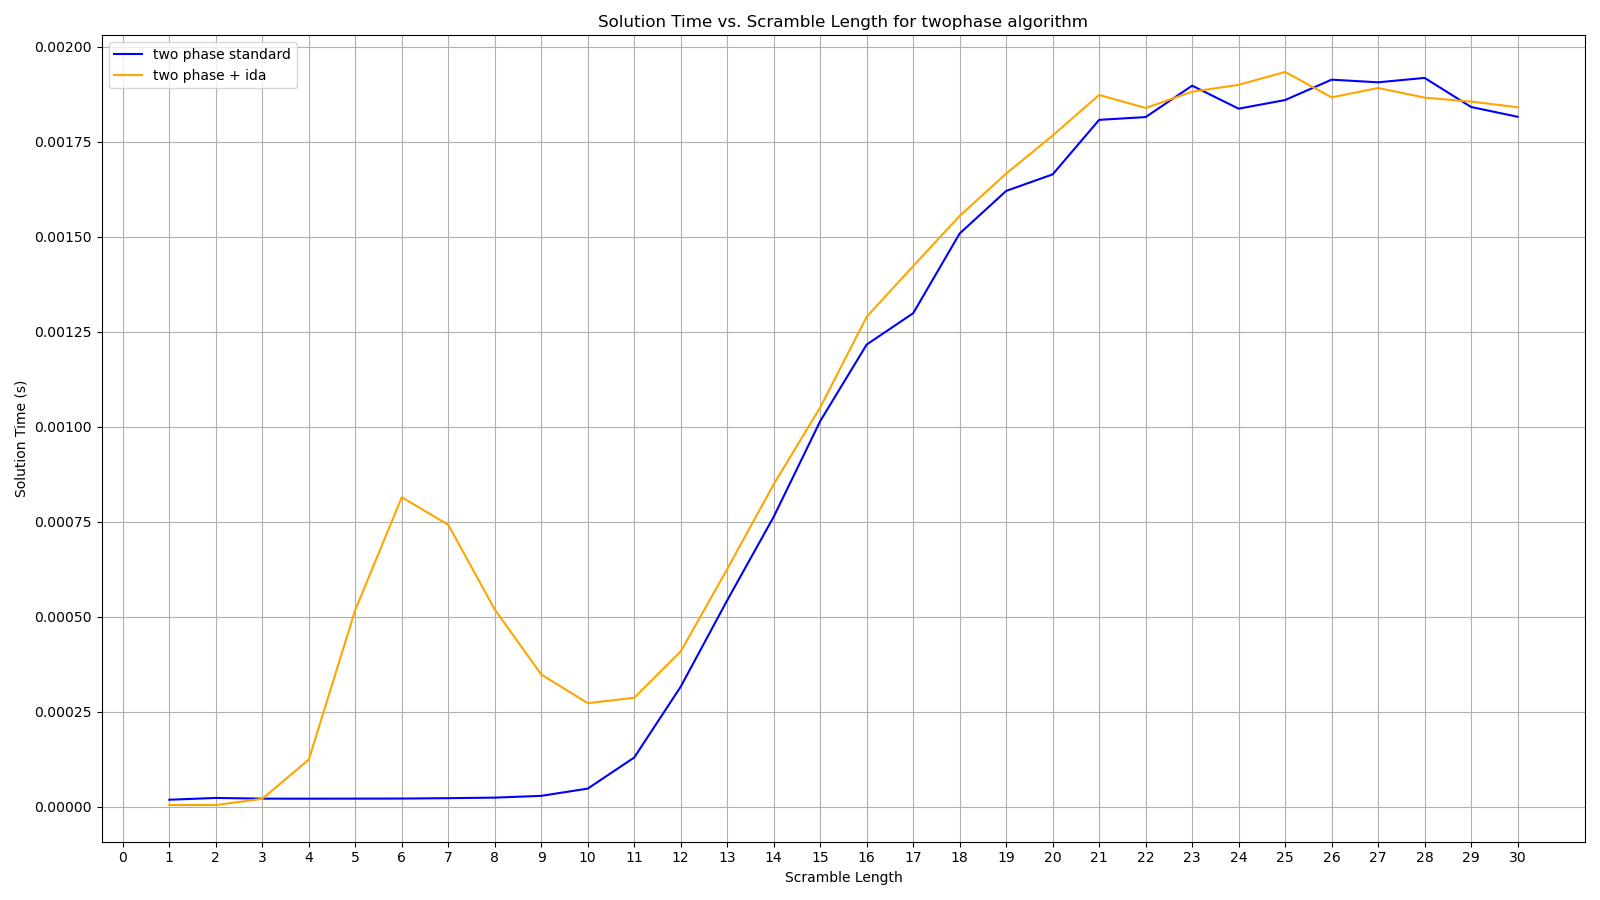 Solution Time vs. Scramble Length for twophase algorithm
two phase standard
two phase + ida
Solution Time (s)
0.00200
0.00175
0.00150
0.00125
0.00100
0.00075
0.00050
0.00025
0.00000
0 1 2 3 4 5 6 7 8 9 10 11 12 13 14 15 16 17 18 19 20 21 22 23 24 25 26 27 28 29 30
Scramble Length